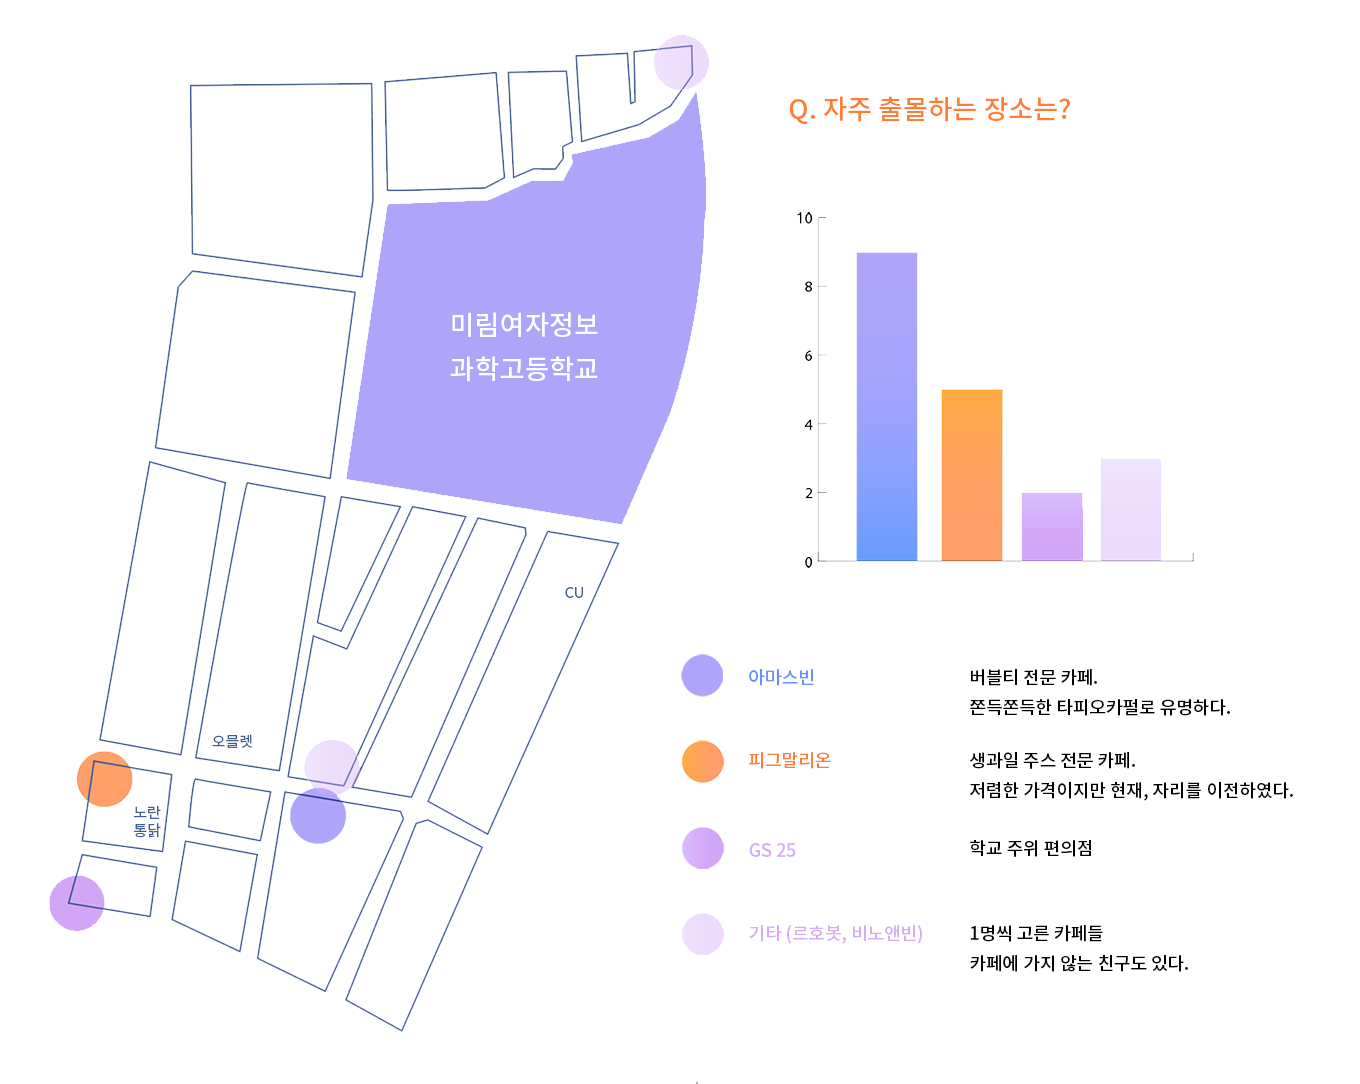 Q. 자주 출몰하는 장소는?
10
8
6
4
2
0
미림여자정보
과학고등학교
CU
오믈렛
노란
통닭
아마스빈
버블티 전문 카페.
쫀득쫀득한 타피오카펄로 유명하다.
피그말리온
생과일 주스 전문 카페.
저렴한 가격이지만 현재, 자리를 이전하였다.
GS 25
학교 주위 편의점
기타 (르호봇, 비노앤빈)
1명씩 고른 카페들
카페에 가지 않는 친구도 있다.